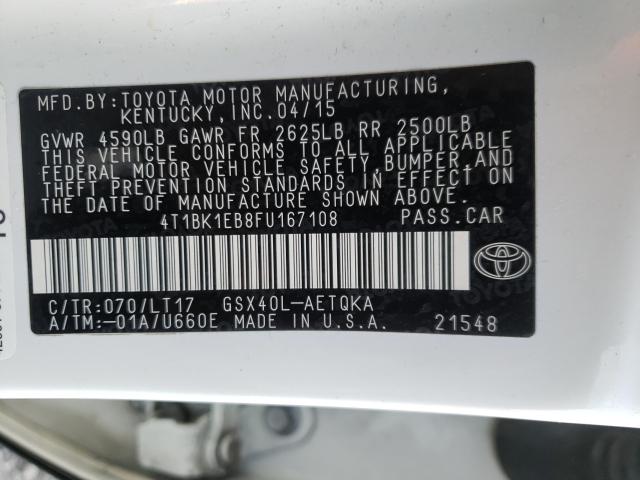 MFD.BY:TOYOTA MOTOR MANUFACTURING,
KENTUCKY, INC.04/15
GVWR 4590LB GAWR FR 2625LB RR 2500LB
THIS VEHICLE CONFORMS TO ALL APPLICABLE
FEDERAL MOTOR VEHICLE SAFETY, BUMPER, AND
THEFT PREVENTION STANDARDS IN EFFECT ON
THE DATE OF MANUFACTURE SHOWN ABOVE.
4T1BK1EB8FU167108 PASS.CAR
C/TR:070/LT17 GSX40L-AETQKA
A/TM:-01A/U660E MADE IN U.S.A. 21548